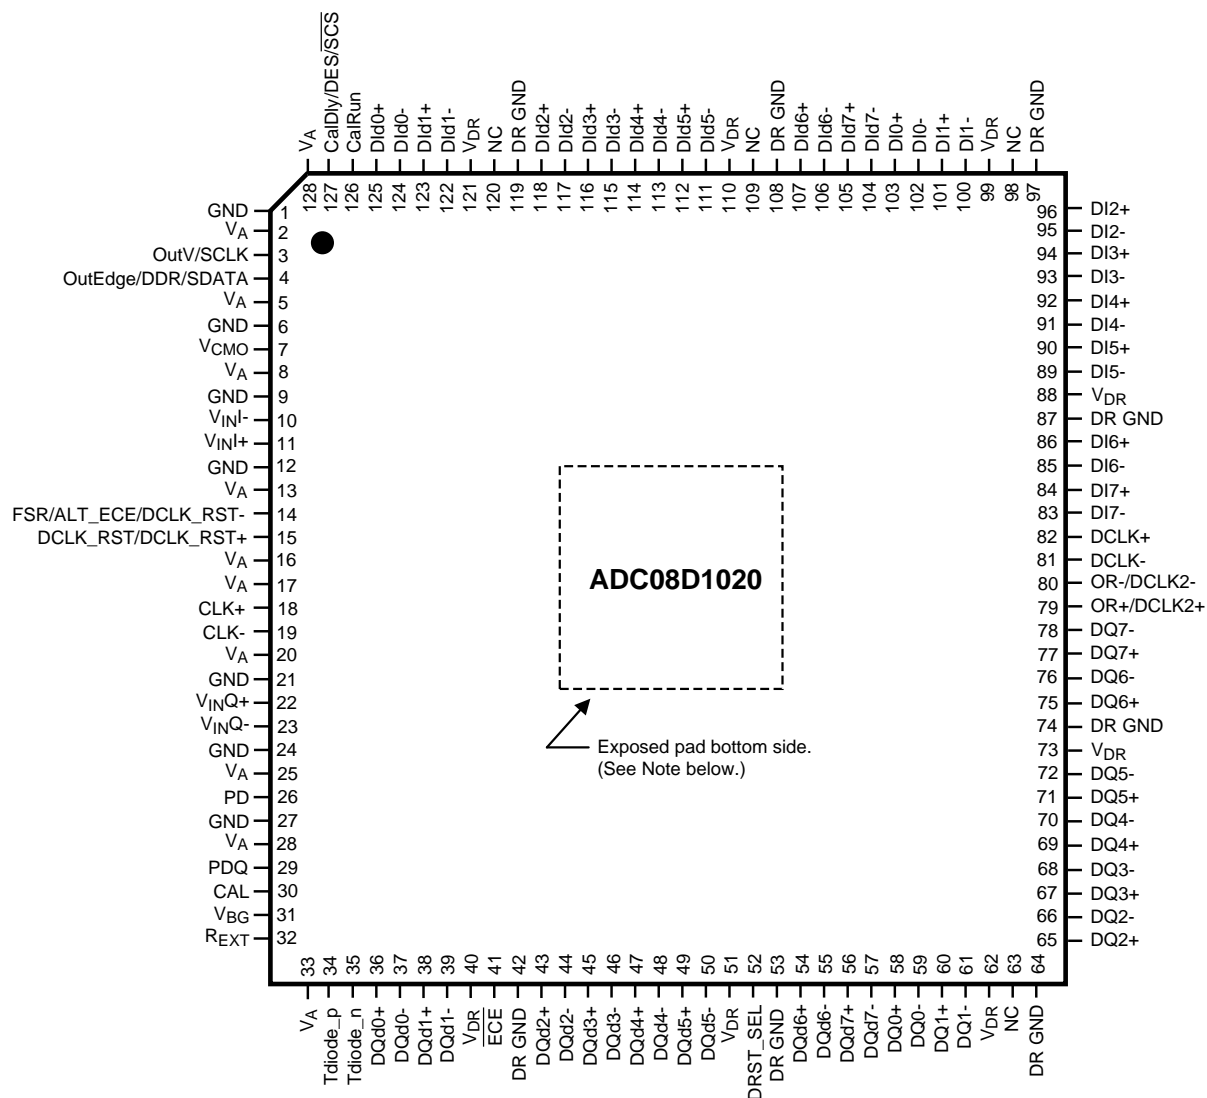 VA
CalDly/DES/SCS
CalRun
DId0+
DId0-
DId1+
DId1-
VDR
NC
DR GND
DId2+
DId2-
DId3+
DId3-
DId4+
DId4-
DId5+
DId5-
VDR
NC
DR GND
DId6+
DId6-
DId7+
DId7-
DI0+
DI0-
DI1+
DI1-
VDR
NC
DR GND
128
127
126
125
124
123
122
121
120
119
118
117
116
115
114
113
112
111
110
109
108
107
106
105
104
103
102
101
100
99
98
97
GND 1
VA 2
OutV/SCLK 3
OutEdge/DDR/SDATA 4
VA 5
GND 6
VCMO 7
VA 8
GND 9
VINI- 10
VINI+ 11
GND 12
VA 13
FSR/ALT_ECE/DCLK_RST- 14
DCLK_RST/DCLK_RST+ 15
VA 16
VA 17
CLK+ 18
CLK- 19
VA 20
GND 21
VINQ+ 22
VINQ- 23
GND 24
VA 25
PD 26
GND 27
VA 28
PDQ 29
CAL 30
VBG 31
REXT 32
ADC08D1020
Exposed pad bottom side.
(See Note below.)
96 DI2+
95 DI2-
94 DI3+
93 DI3-
92 DI4+
91 DI4-
90 DI5+
89 DI5-
88 VDR
87 DR GND
86 DI6+
85 DI6-
84 DI7+
83 DI7-
82 DCLK+
81 DCLK-
80 OR-/DCLK2-
79 OR+/DCLK2+
78 DQ7-
77 DQ7+
76 DQ6-
75 DQ6+
74 DR GND
73 VDR
72 DQ5-
71 DQ5+
70 DQ4-
69 DQ4+
68 DQ3-
67 DQ3+
66 DQ2-
65 DQ2+
33
34
35
36
37
38
39
40
41
42
43
44
45
46
47
48
49
50
51
52
53
54
55
56
57
58
59
60
61
62
63
64
VA
Tdiode_p
Tdiode_n
DQd0+
DQd0-
DQd1+
DQd1-
VDR
ECE
DR GND
DQd2+
DQd2-
DQd3+
DQd3-
DQd4+
DQd4-
DQd5+
DQd5-
VDR
DRST_SEL
DR GND
DQd6+
DQd6-
DQd7+
DQd7-
DQ0+
DQ0-
DQ1+
DQ1-
VDR
NC
DR GND